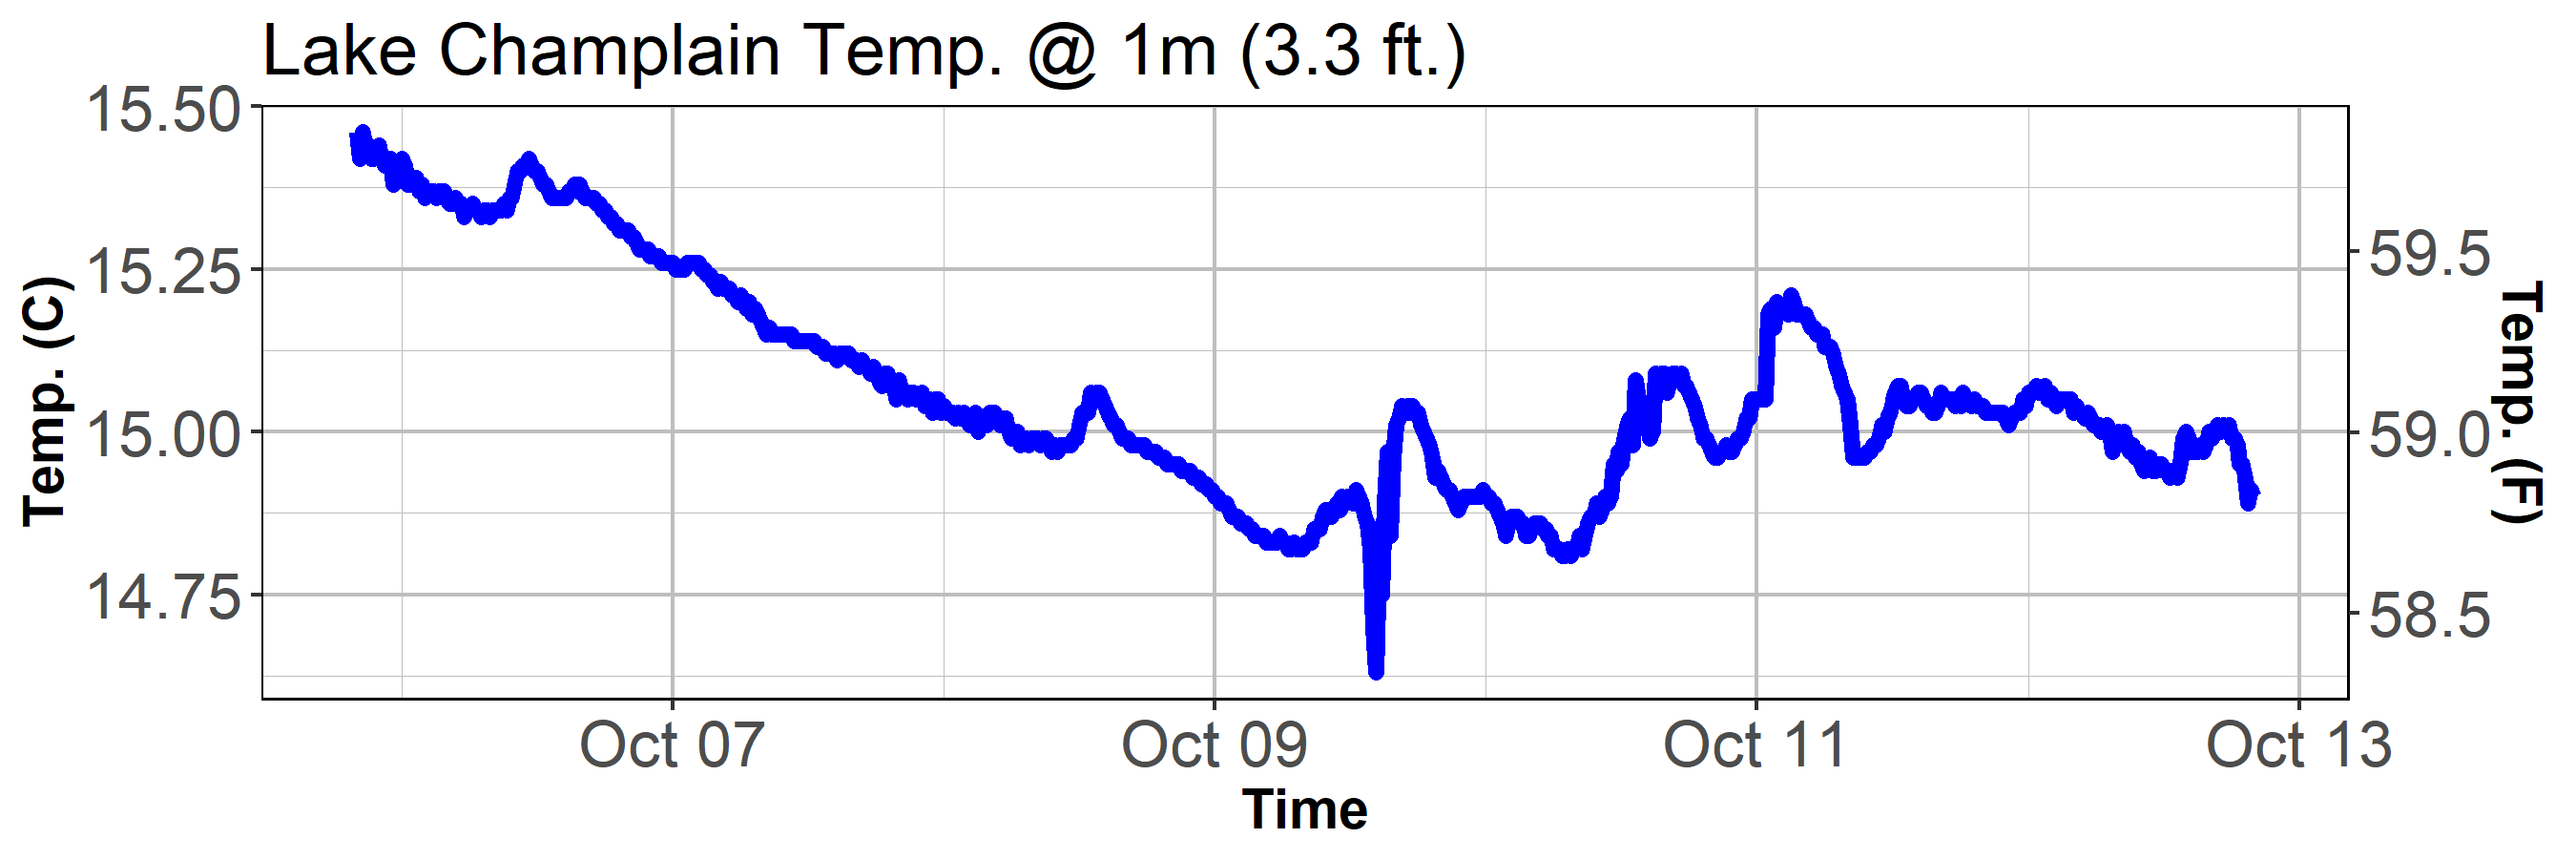 Lake Champlain Temp. @ 1m (3.3 ft.)
15.50
15.25
15.00
14.75
Temp. (C)
59.5
59.0
58.5
Temp. (F)
Oct 07
Oct 09
Oct 11
Oct 13
Time